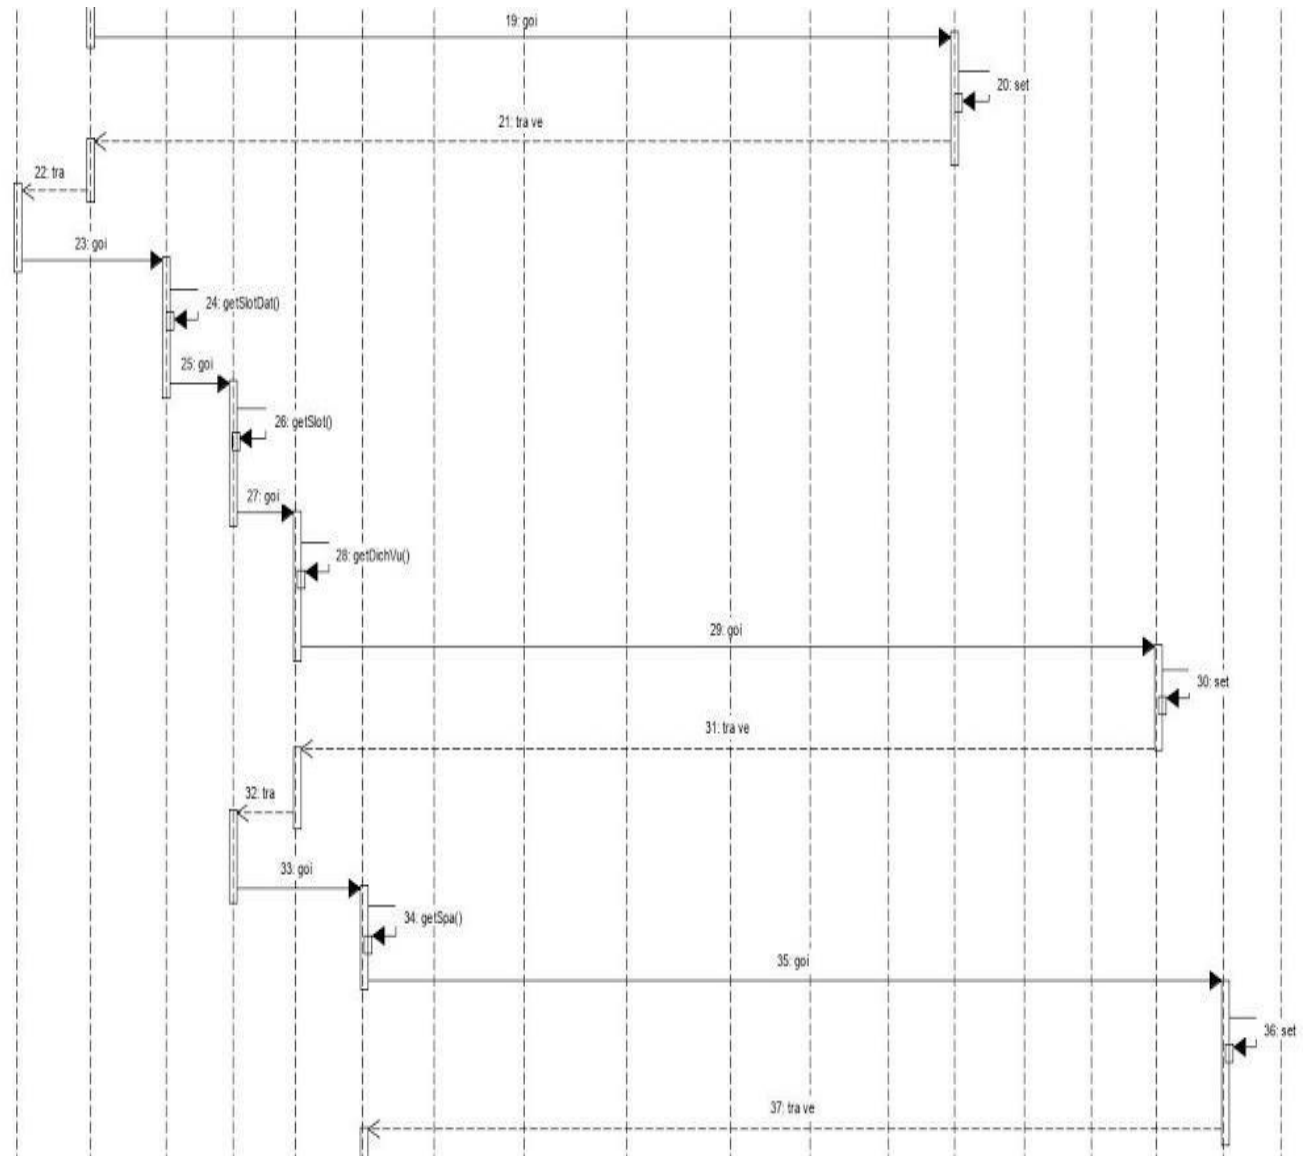 19: goi
20: set
21: tra ve
22: tra
23: goi
24: getSlotDat()
25: goi
26: getSlot()
27: goi
28: getDichVu()
29: goi
30: set
31: tra ve
32: tra
33: goi
34: getSpa()
35: goi
36: set
37: tra ve